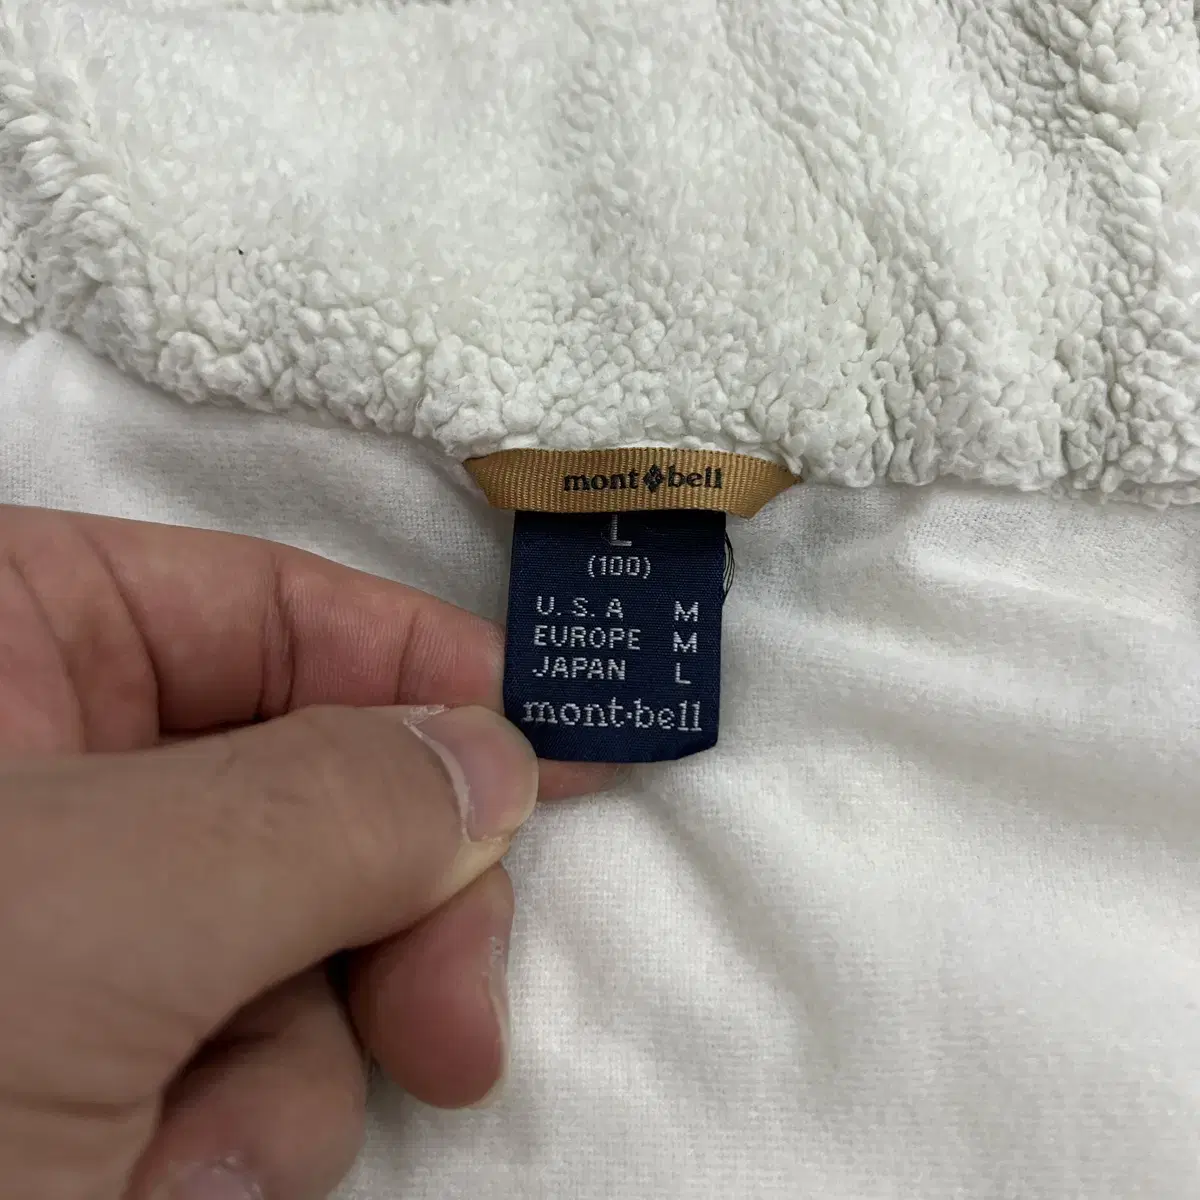 mont bell
L
(100)
U.S.A M
EUROPE M
JAPAN L
mont·bell